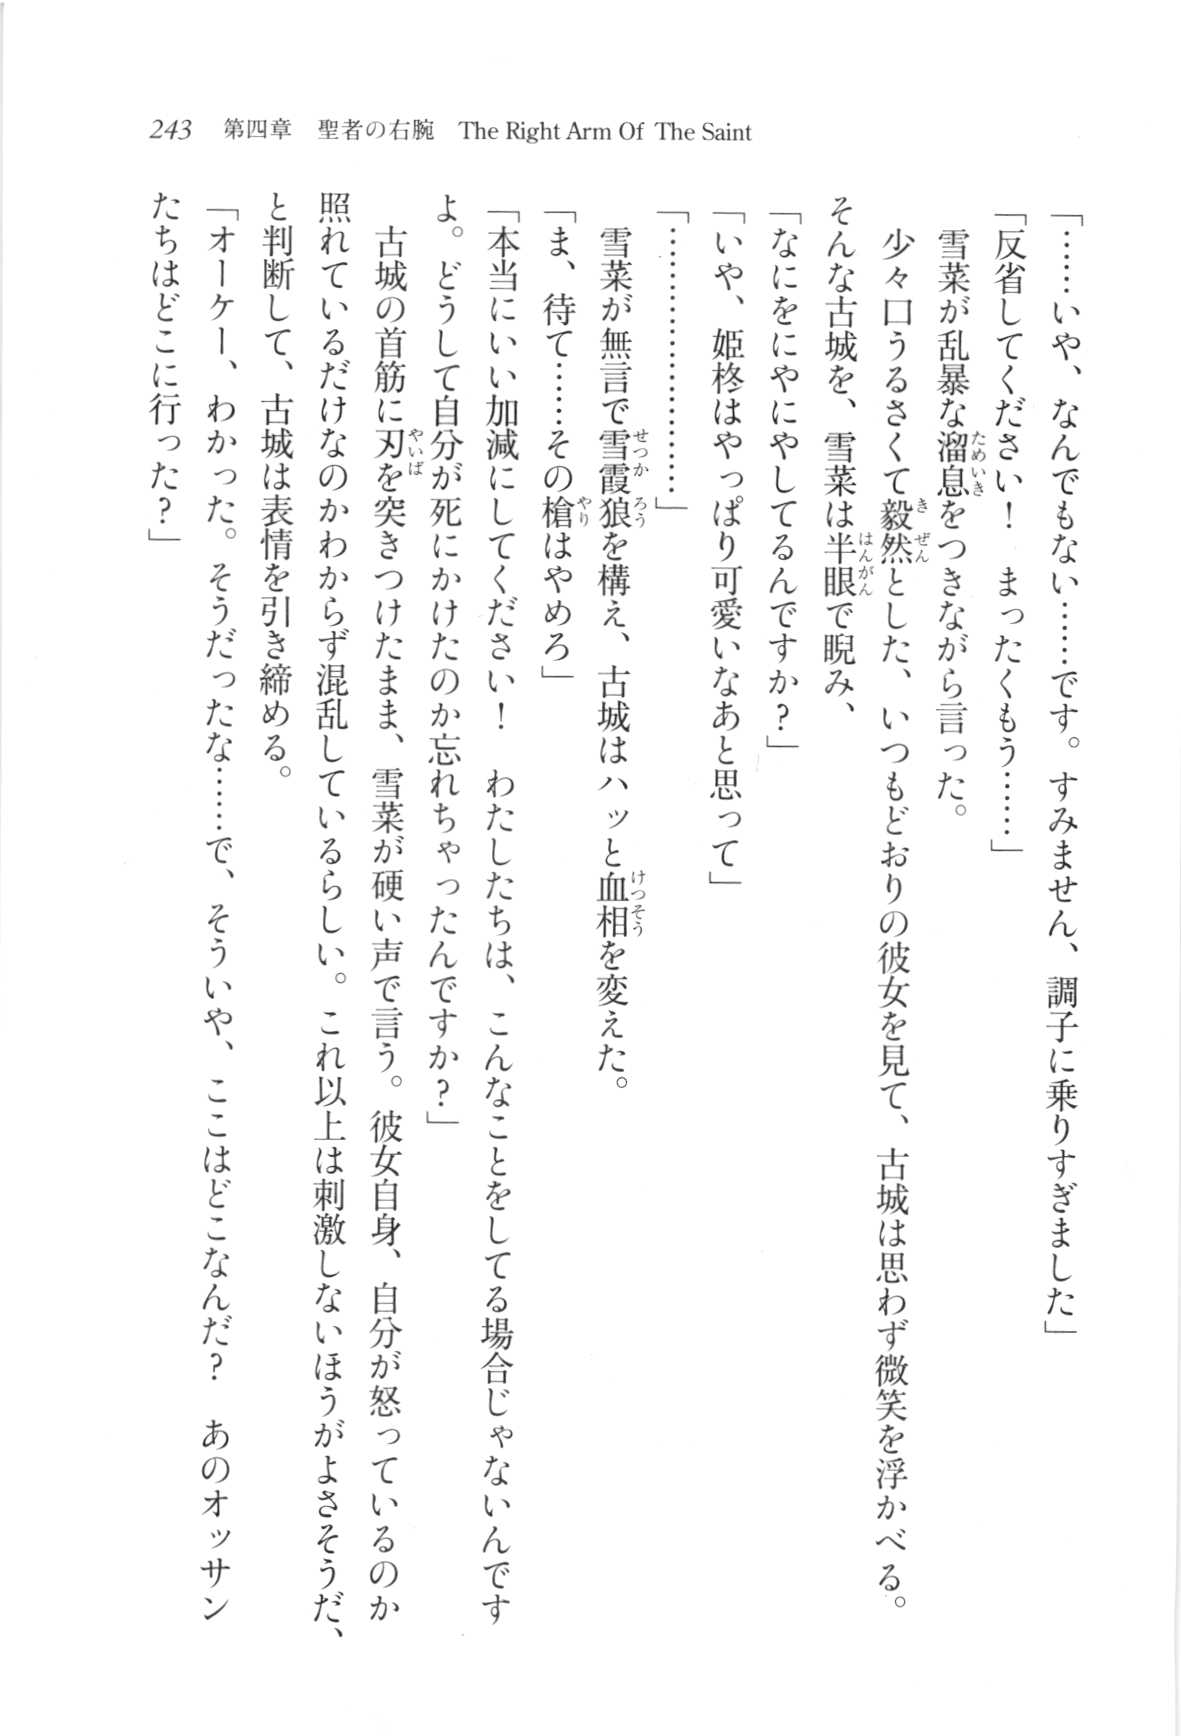 243　第四章　聖者の右腕　The Right Arm Of The Saint
「……いや、なんでもない……です。すみません、調子に乗りすぎました」
「反省してください！　まったくもう……」
　雪菜が乱暴な溜息をつきながら言った。
　少々口うるさくて毅然とした、いつもどおりの彼女を見て、古城は思わず微笑を浮かべる。
そんな古城を、雪菜は半眼で睨み、
「なにをにやにやしてるんですか？」
「いや、姫柊はやっぱり可愛いなあと思って」
「……………………」
　雪菜が無言で雪霞狼を構え、古城はハッと血相を変えた。
「ま、待て……その槍はやめろ」
「本当にいい加減にしてください！　わたしたちは、こんなことをしてる場合じゃないんです
よ。どうして自分が死にかけたのか忘れちゃったんですか？」
　古城の首筋に刃を突きつけたまま、雪菜が硬い声で言う。彼女自身、自分が怒っているのか
照れているだけなのかわからず混乱しているらしい。これ以上は刺激しないほうがよさそうだ、
と判断して、古城は表情を引き締める。
「オーケー、わかった。そうだったな……で、そういや、ここはどこなんだ？　あのオッサン
たちはどこに行った？」